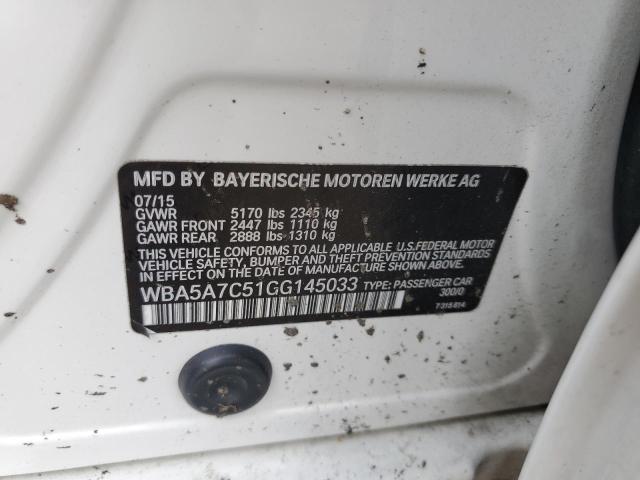 MFD BY BAYERISCHE MOTOREN WERKE AG
07/15
GVWR 5170 lbs 2345 kg
GAWR FRONT 2447 lbs 1110 kg
GAWR REAR 2888 lbs 1310 kg
THIS VEHICLE CONFORMS TO ALL APPLICABLE U.S. FEDERAL MOTOR
VEHICLE SAFETY, BUMPER AND THEFT PREVENTION STANDARDS
IN EFFECT ON THE DATE OF MANUFACTURE SHOWN ABOVE.
WBA5A7C51GG145033 TYPE: PASSENGER CAR
300/0